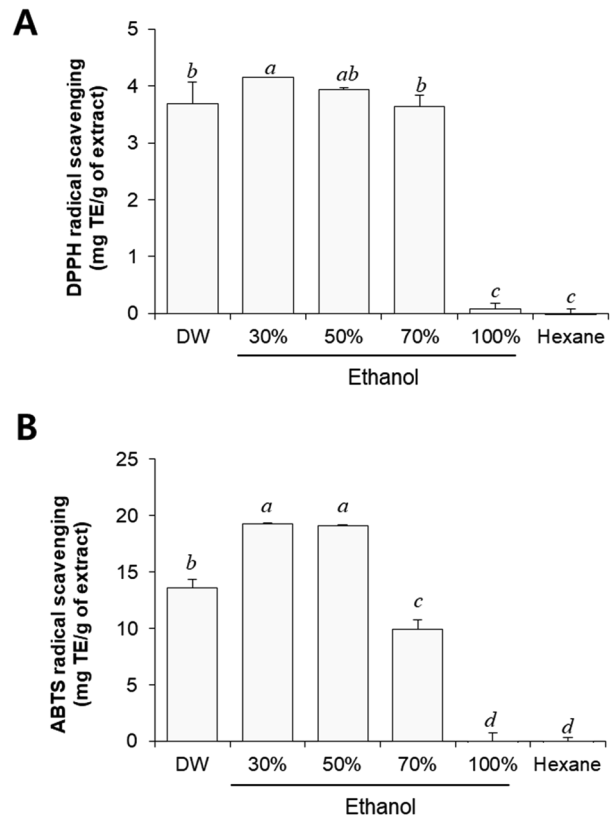 A
DPPH radical scavenging
(mg TE/g of extract)
5
4
3
2
1
0
b
a
ab
b
c
c
DW
30%
50%
70%
100%
Hexane
Ethanol
B
ABTS radical scavenging
(mg TE/g of extract)
25
20
15
10
5
0
b
a
a
c
d
d
DW
30%
50%
70%
100%
Hexane
Ethanol